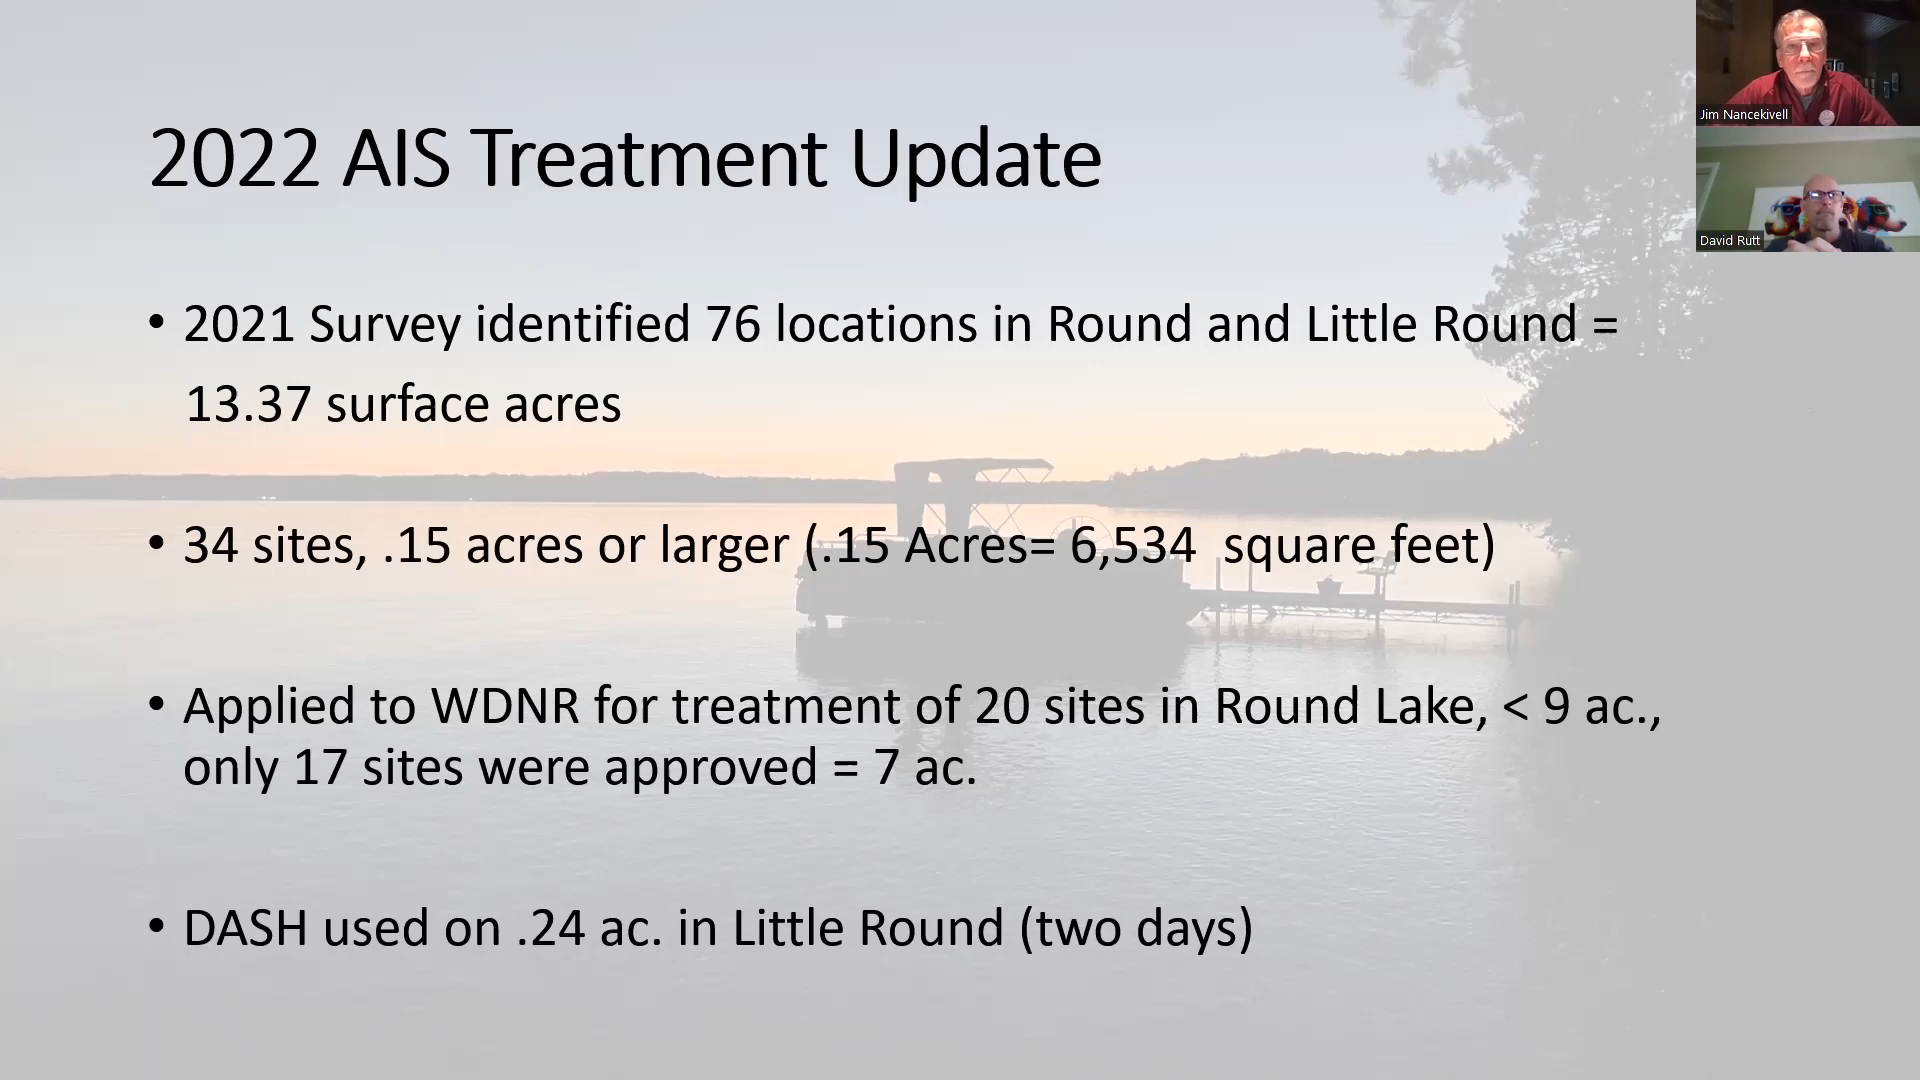 2022 AIS Treatment Update
• 2021 Survey identified 76 locations in Round and Little Round =
13.37 surface acres
• 34 sites, .15 acres or larger (.15 Acres= 6,534 square feet)
• Applied to WDNR for treatment of 20 sites in Round Lake, < 9 ac.,
only 17 sites were approved = 7 ac.
• DASH used on .24 ac. in Little Round (two days)
Jim Nancekivell
David Rutt